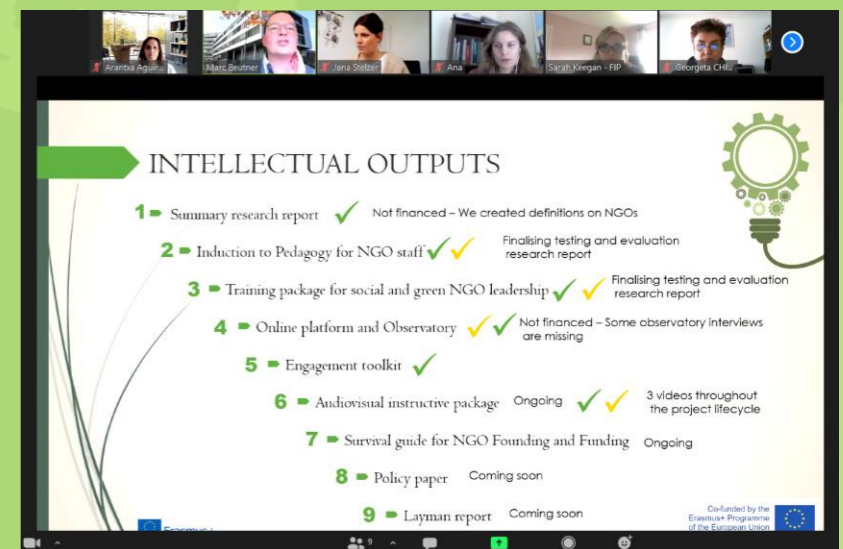 Arantxa Aguir...
Marc Beutner
Jana Stelzer
Ana
Sarah Keegan - FIP
Georgeta CHI...
INTELLECTUAL OUTPUTS
1 Summary research report Not financed – We created definitions on NGOs
2 Induction to Pedagogy for NGO staff Finalising testing and evaluation
research report
3 Training package for social and green NGO leadership Finalising testing and evaluation
research report
4 Online platform and Observatory Not financed – Some observatory interviews
are missing
5 Engagement toolkit
6 Audiovisual instructive package Ongoing 3 videos throughout
the project lifecycle
7 Survival guide for NGO Founding and Funding Ongoing
8 Policy paper Coming soon
9 Layman report Coming soon
Erasmus+
Co-funded by the
Erasmus+ Programme
of the European Union
9